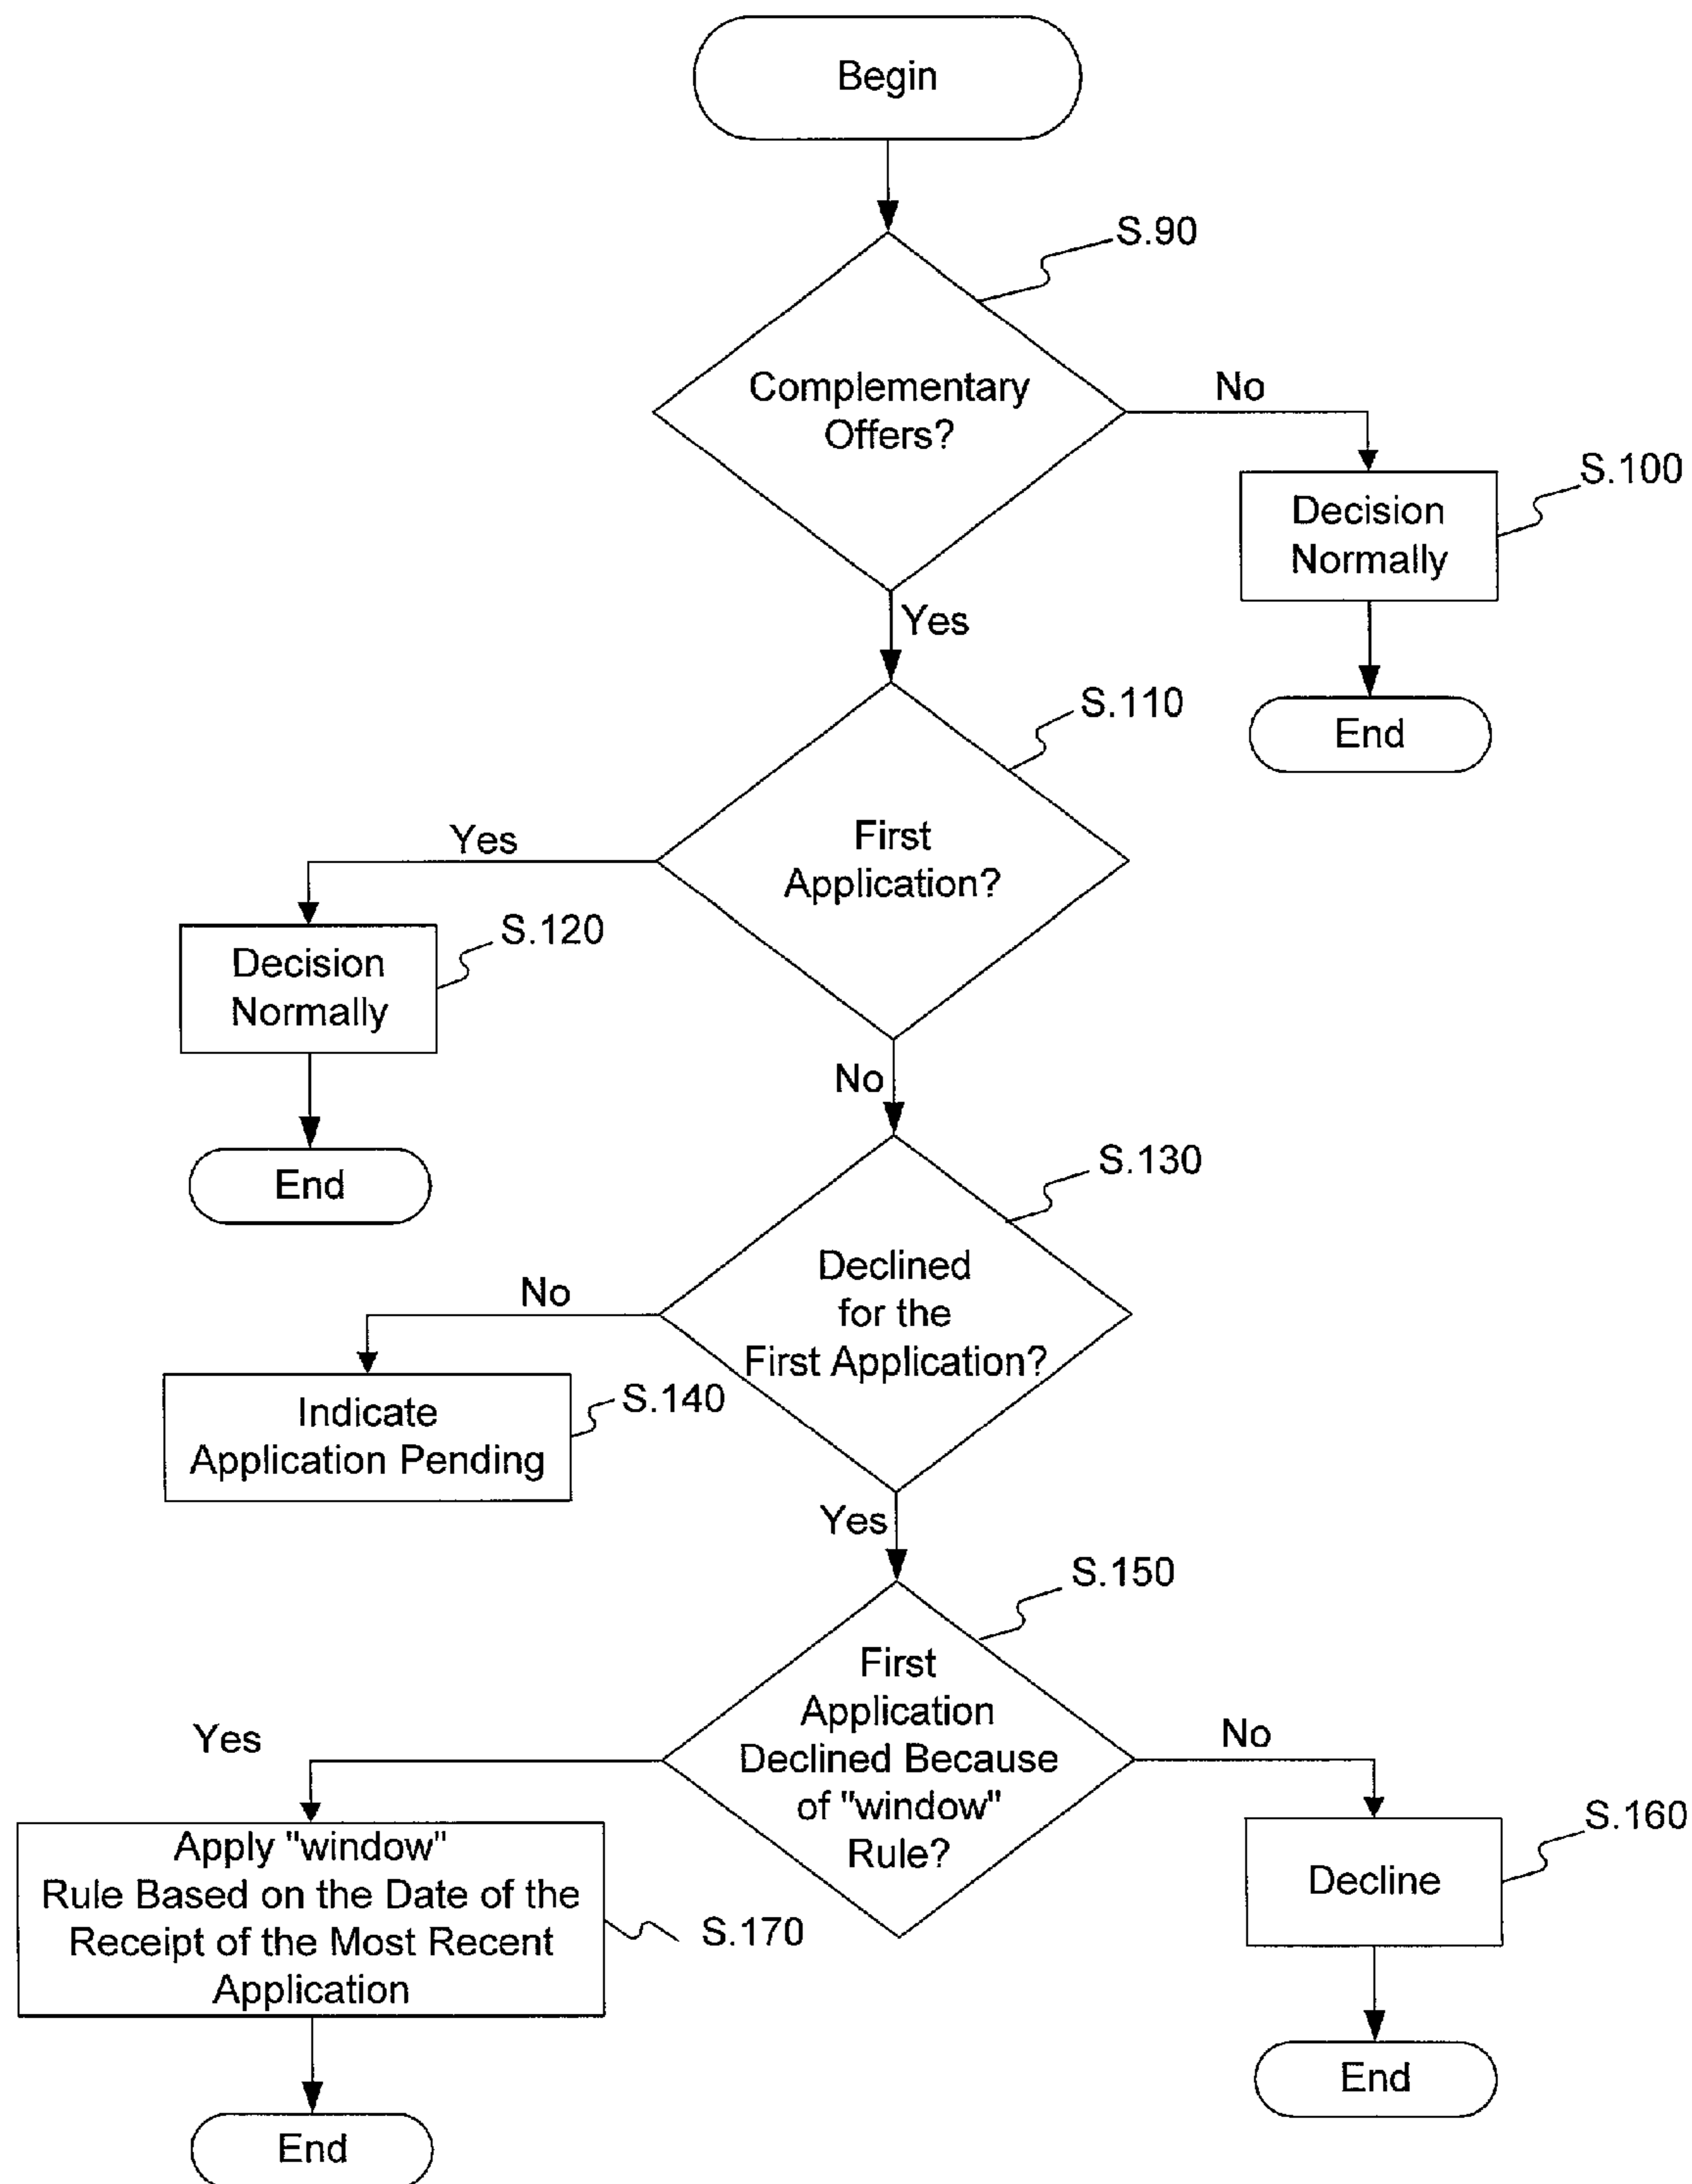 Begin
S.90
Complementary
Offers?
No
S.100
Decision
Normally
End
Yes
S.110
First
Application?
Yes
S.120
Decision
Normally
End
No
S.130
Declined
for the
First Application?
No
S.140
Indicate
Application Pending
Yes
S.150
First
Application
Declined Because
of "window"
Rule?
No
S.160
Decline
End
Yes
Apply "window"
Rule Based on the Date of the
Receipt of the Most Recent
Application
S.170
End